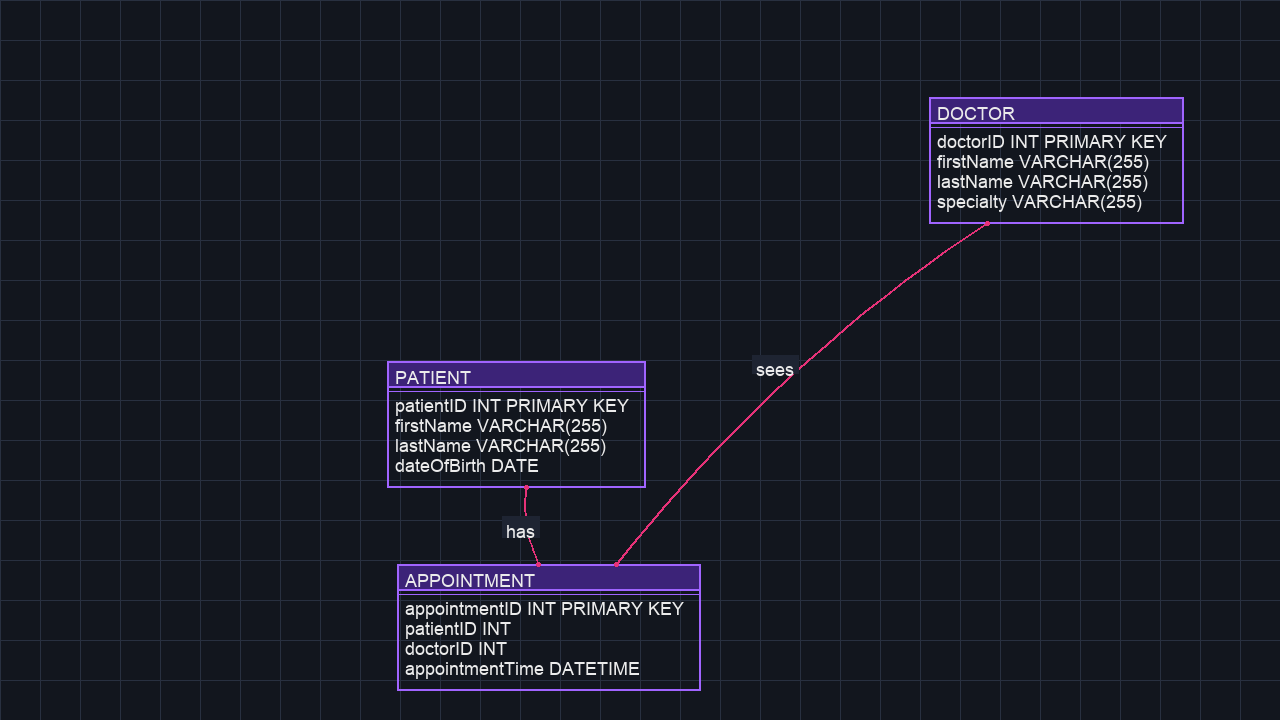 DOCTOR
doctorID INT PRIMARY KEY
firstName VARCHAR(255)
lastName VARCHAR(255)
specialty VARCHAR(255)
sees
PATIENT
patientID INT PRIMARY KEY
firstName VARCHAR(255)
lastName VARCHAR(255)
dateOfBirth DATE
has
APPOINTMENT
appointmentID INT PRIMARY KEY
patientID INT
doctorID INT
appointmentTime DATETIME